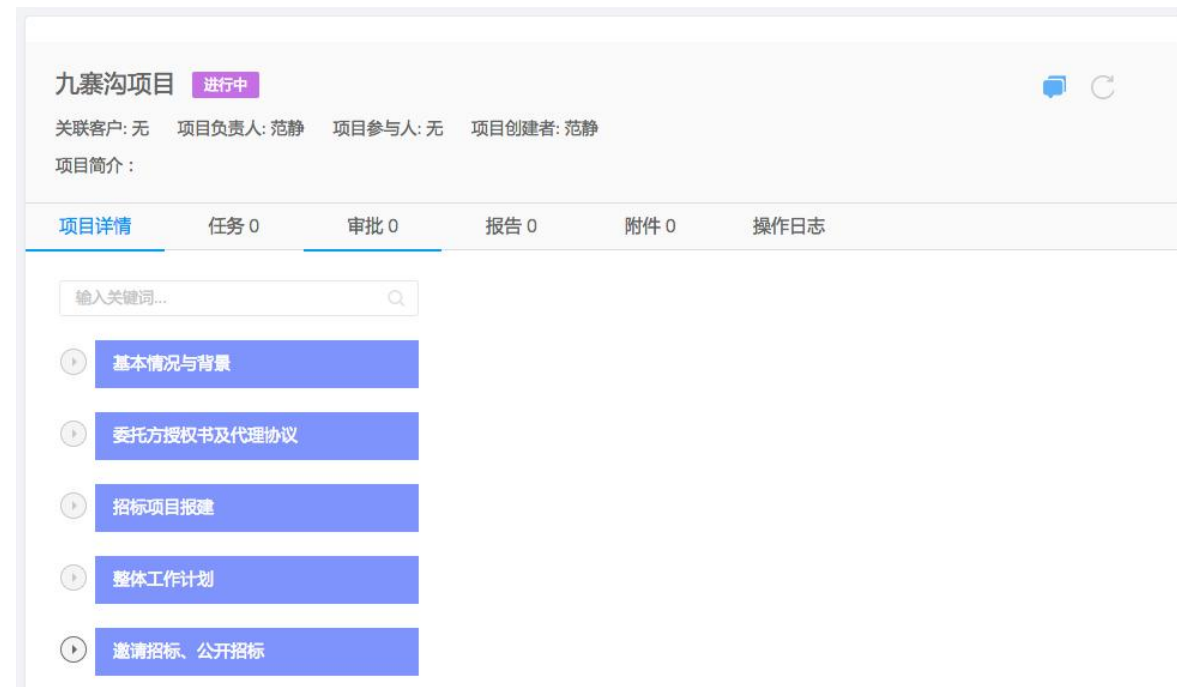 九寨沟项目 进行中
关联客户: 无 项目负责人: 范静 项目参与人: 无 项目创建者: 范静
项目简介：
项目详情 任务 0 审批 0 报告 0 附件 0 操作日志
输入关键词...
基本情况与背景
委托方授权书及代理协议
招标项目报建
整体工作计划
邀请招标、公开招标